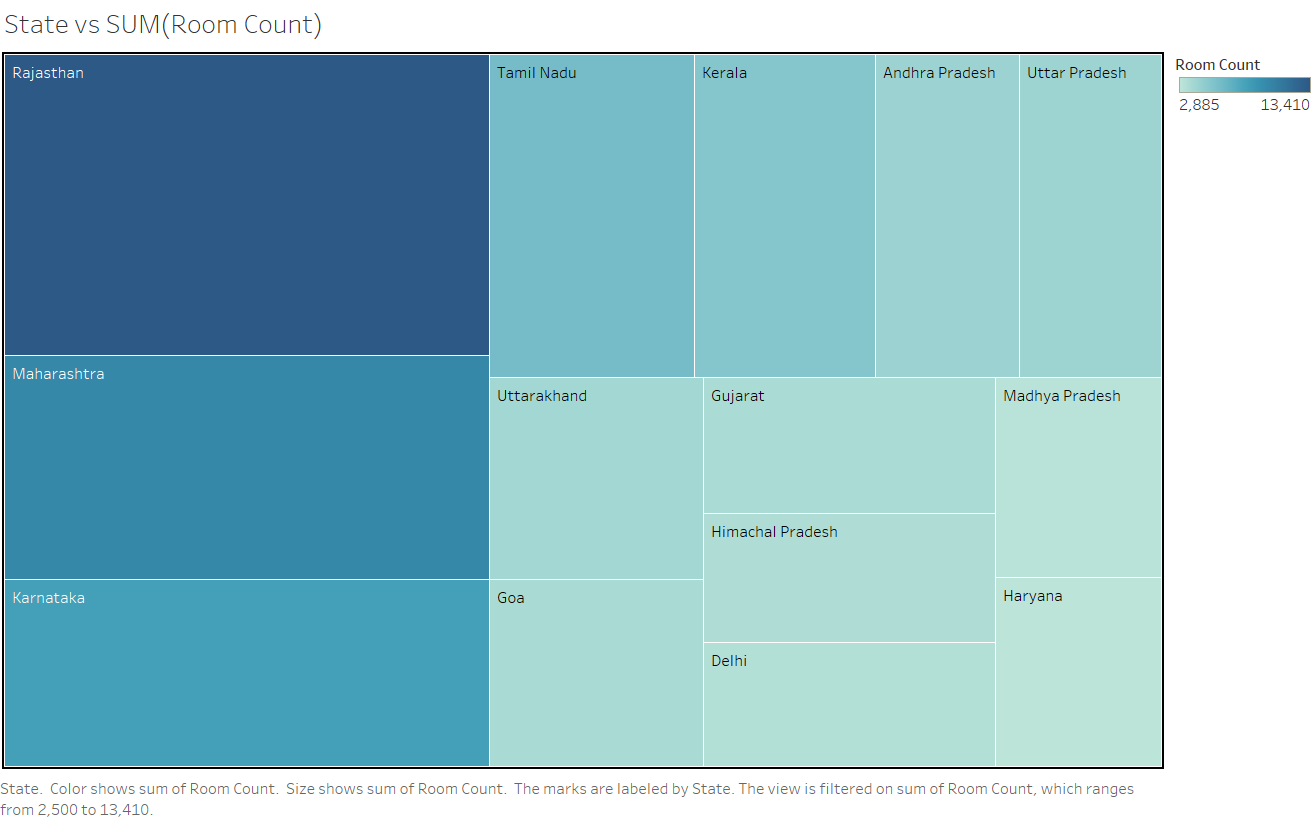 State vs SUM(Room Count)
Rajasthan
Tamil Nadu
Kerala
Andhra Pradesh
Uttar Pradesh
Room Count
2,885
13,410
Maharashtra
Uttarakhand
Gujarat
Madhya Pradesh
Himachal Pradesh
Karnataka
Goa
Haryana
Delhi
State.  Color shows sum of Room Count.  Size shows sum of Room Count.  The marks are labeled by State. The view is filtered on sum of Room Count, which ranges
from 2,500 to 13,410.